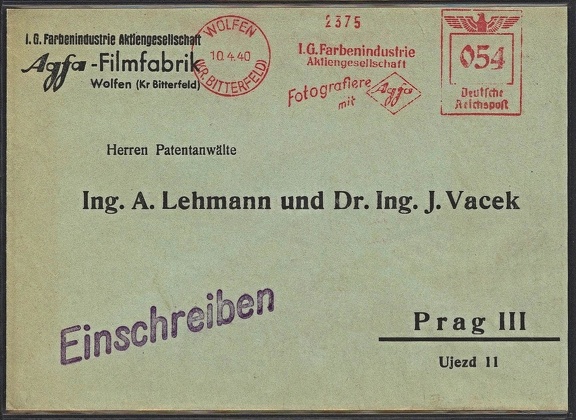 I.G. Farbenindustrie Aktiengesellschaft
Agfa-Filmfabrik
Wolfen (Kr Bitterfeld)
WOLFEN
10.4.40
(KR. BITTERFELD)
2375
I.G. Farbenindustrie
Aktiengesellschaft
Fotografiere
mit Agfa
054
Deutsche
Reichspost
Herren Patentanwälte
Ing. A. Lehmann und Dr. Ing. J. Vacek
Einschreiben
Prag III
Ujezd 11